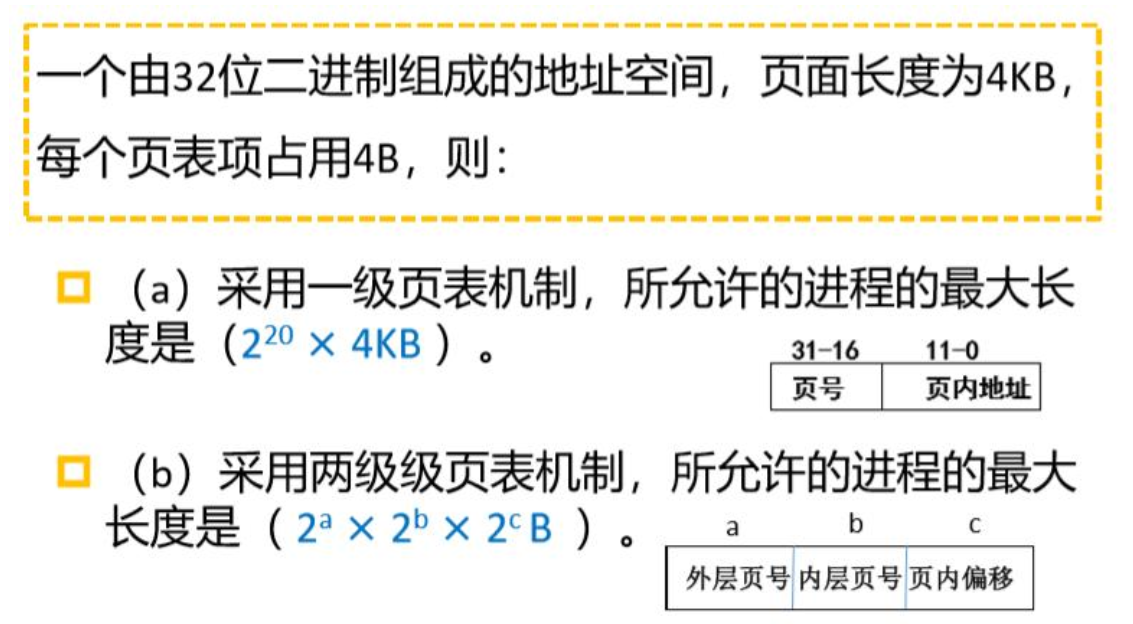 一个由32位二进制组成的地址空间，页面长度为4KB，
每个页表项占用4B，则：
（a）采用一级页表机制，所允许的进程的最大长
度是（2²⁰ × 4KB ）。
31-16 11-0
页号 页内地址
（b）采用两级级页表机制，所允许的进程的最大
长度是（ 2ᵃ × 2ᵇ × 2ᶜ B ）。
a b c
外层页号 内层页号 页内偏移